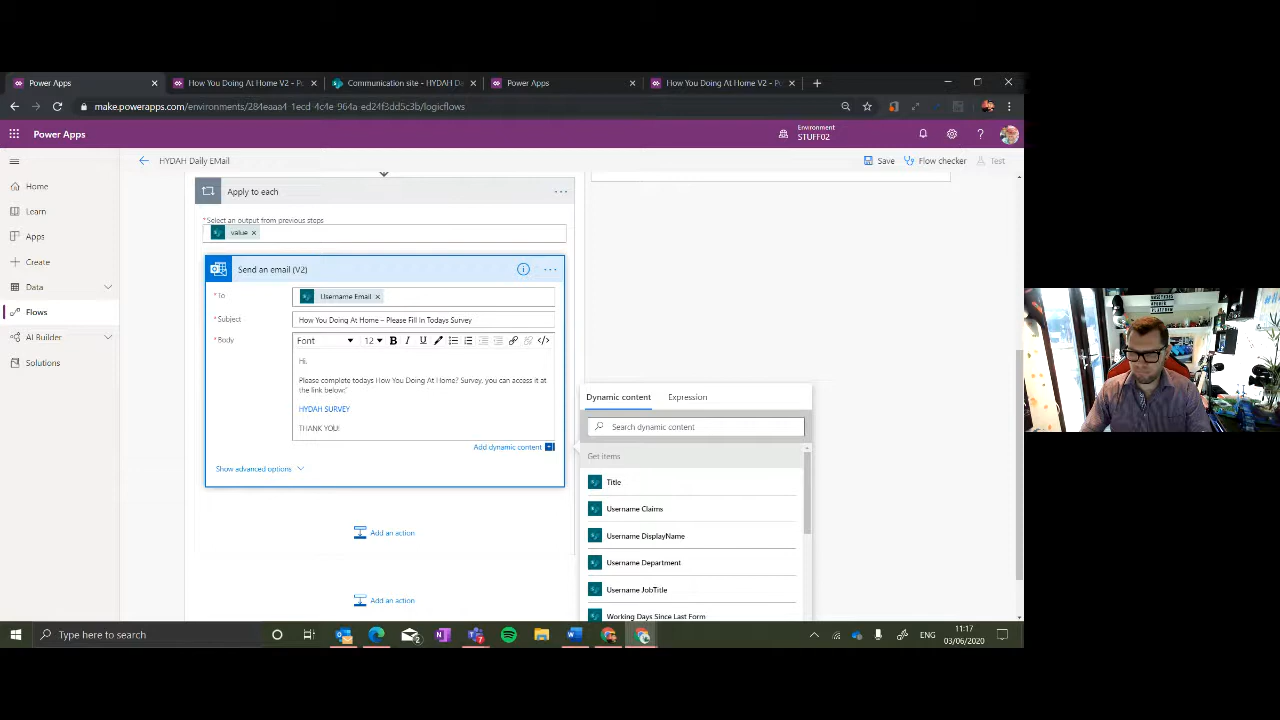 Power Apps
How You Doing At Home V2 - Po
Communication site - HYDAH Da
Power Apps
How You Doing At Home V2 - Po
make.powerapps.com/environments/284eaaa4-1ecd-4c4e-964a-ed24f3dd5c3b/logicflows
Power Apps
Environment
STUFF02
HYDAH Daily EMail
Save
Flow checker
Test
Home
Learn
Apps
Create
Data
Flows
AI Builder
Solutions
Apply to each
*Select an output from previous steps
value
Send an email (V2)
*To
Username Email
*Subject
How You Doing At Home – Please Fill In Todays Survey
*Body
Font
12
Hi,
Please complete todays How You Doing At Home? Survey, you can access it at
the link below:"
HYDAH SURVEY
THANK YOU!
Add dynamic content
Show advanced options
Add an action
Add an action
Dynamic content
Expression
Search dynamic content
Get items
Title
Username Claims
Username DisplayName
Username Department
Username JobTitle
Working Days Since Last Form
Type here to search
ENG
11:17
03/06/2020